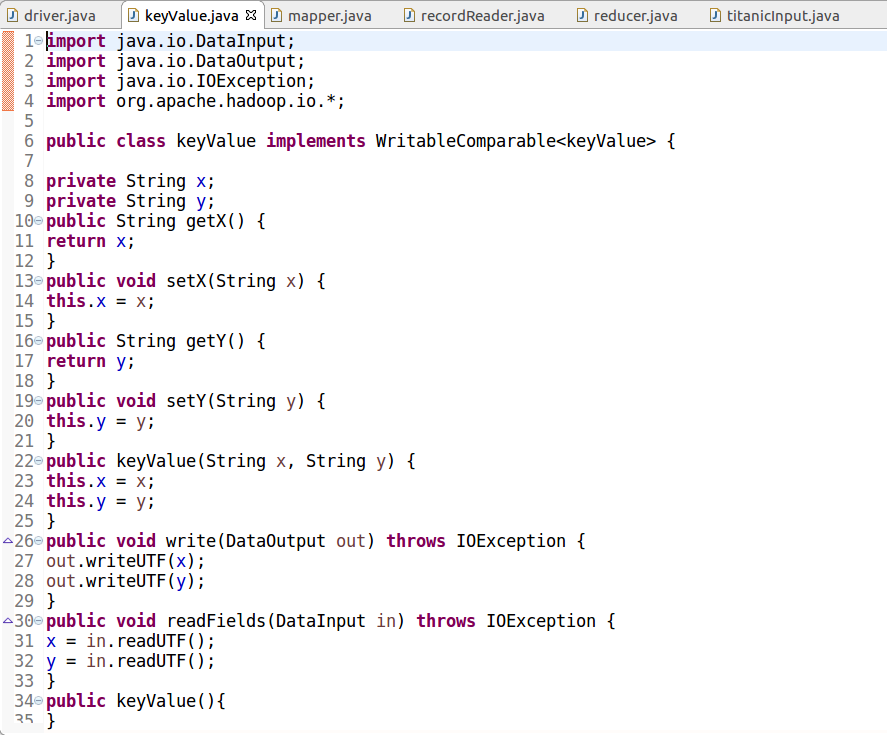 driver.java keyValue.java mapper.java recordReader.java reducer.java titanicInput.java
1 import java.io.DataInput;
2 import java.io.DataOutput;
3 import java.io.IOException;
4 import org.apache.hadoop.io.*;
5
6 public class keyValue implements WritableComparable<keyValue> {
7
8 private String x;
9 private String y;
10 public String getX() {
11 return x;
12 }
13 public void setX(String x) {
14 this.x = x;
15 }
16 public String getY() {
17 return y;
18 }
19 public void setY(String y) {
20 this.y = y;
21 }
22 public keyValue(String x, String y) {
23 this.x = x;
24 this.y = y;
25 }
26 public void write(DataOutput out) throws IOException {
27 out.writeUTF(x);
28 out.writeUTF(y);
29 }
30 public void readFields(DataInput in) throws IOException {
31 x = in.readUTF();
32 y = in.readUTF();
33 }
34 public keyValue(){
35 }